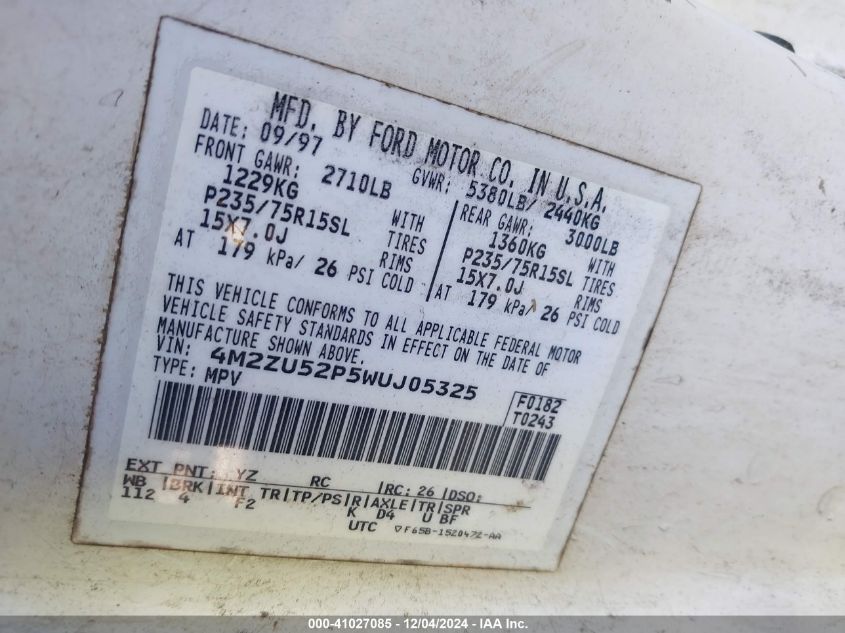 MFD. BY FORD MOTOR CO. IN U.S.A.
DATE: 09/97 GVWR: 5380LB/ 2440KG
FRONT GAWR: 2710LB
1229KG
P235/75R15SL WITH
15X7.0J TIRES
RIMS
AT 179 kPa/ 26 PSI COLD
REAR GAWR: 3000LB
1360KG
P235/75R15SL WITH
15X7.0J TIRES
RIMS
AT 179 kPa/ 26 PSI COLD
THIS VEHICLE CONFORMS TO ALL APPLICABLE FEDERAL MOTOR
VEHICLE SAFETY STANDARDS IN EFFECT ON THE DATE OF
MANUFACTURE SHOWN ABOVE.
VIN: 4M2ZU52P5WUJ05325
TYPE: MPV
F0182
T0243
EXT PNT: YZ RC RC: 26 DSO:
WB BRK INT TR TP/PS R AXLE TR SPR
112 4 F2 K D4 U BF
UTC F65B-1520472-AA
000-41027085 - 12/04/2024 - IAA Inc.